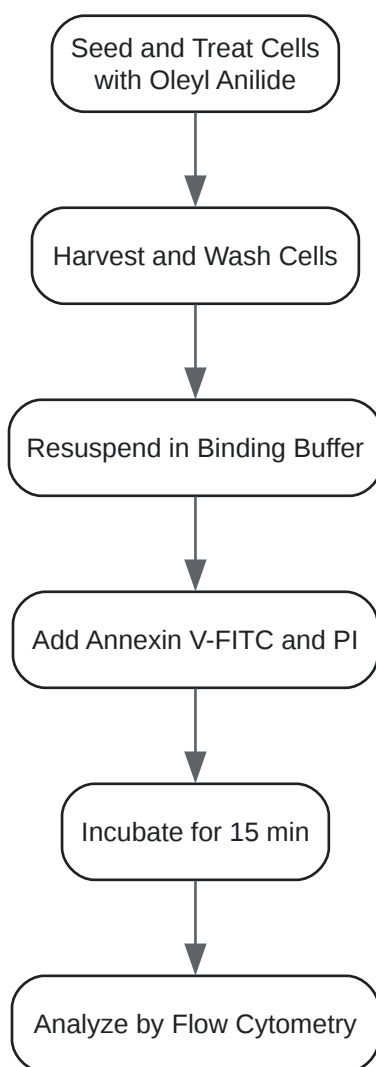 Seed and Treat Cells
with Oleyl Anilide
Harvest and Wash Cells
Resuspend in Binding Buffer
Add Annexin V-FITC and PI
Incubate for 15 min
Analyze by Flow Cytometry